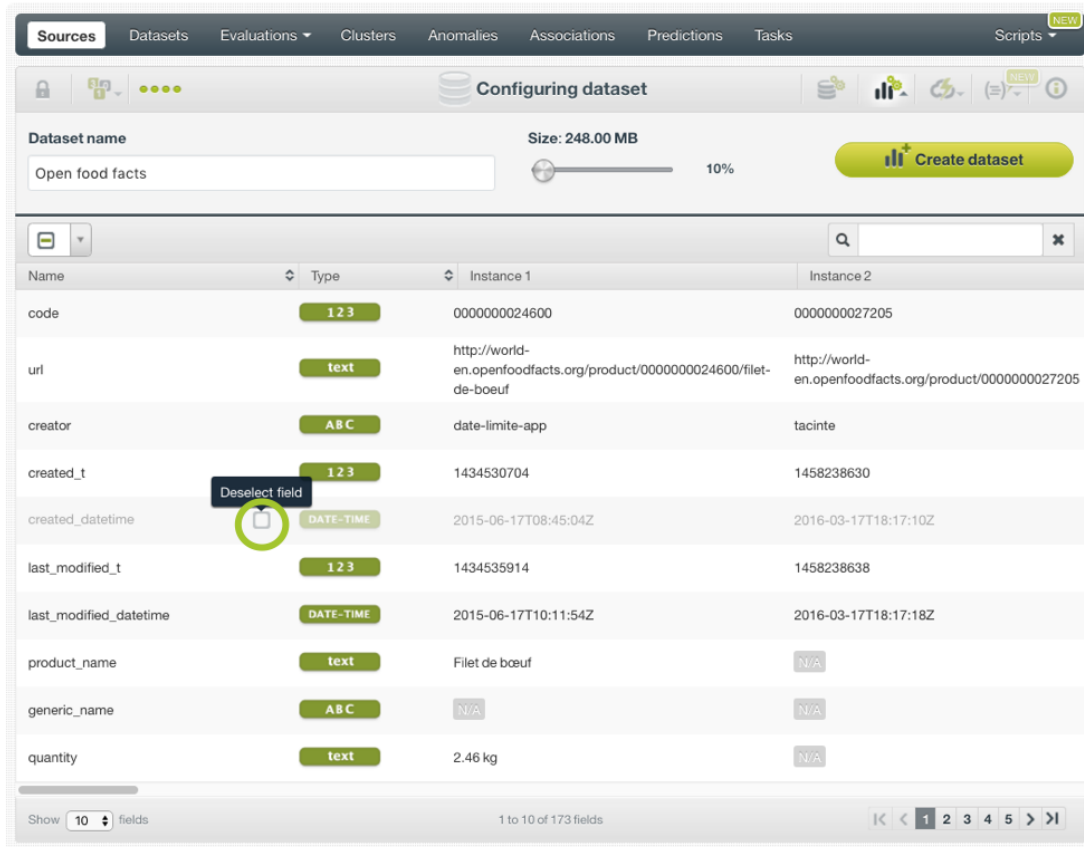 Sources Datasets Evaluations Clusters Anomalies Associations Predictions Tasks Scripts NEW
Configuring dataset NEW
Dataset name Size: 248.00 MB
Open food facts 10% Create dataset
Name Type Instance 1 Instance 2
code 123 0000000024600 0000000027205
url text http://world-
en.openfoodfacts.org/product/0000000024600/filet-
de-boeuf
http://world-
en.openfoodfacts.org/product/0000000027205
creator ABC date-limite-app tacinte
created_t 123 1434530704 1458238630
Deselect field
created_datetime DATE-TIME 2015-06-17T08:45:04Z 2016-03-17T18:17:10Z
last_modified_t 123 1434535914 1458238638
last_modified_datetime DATE-TIME 2015-06-17T10:11:54Z 2016-03-17T18:17:18Z
product_name text Filet de bœuf N/A
generic_name ABC N/A N/A
quantity text 2.46 kg N/A
Show 10 fields 1 to 10 of 173 fields 1 2 3 4 5